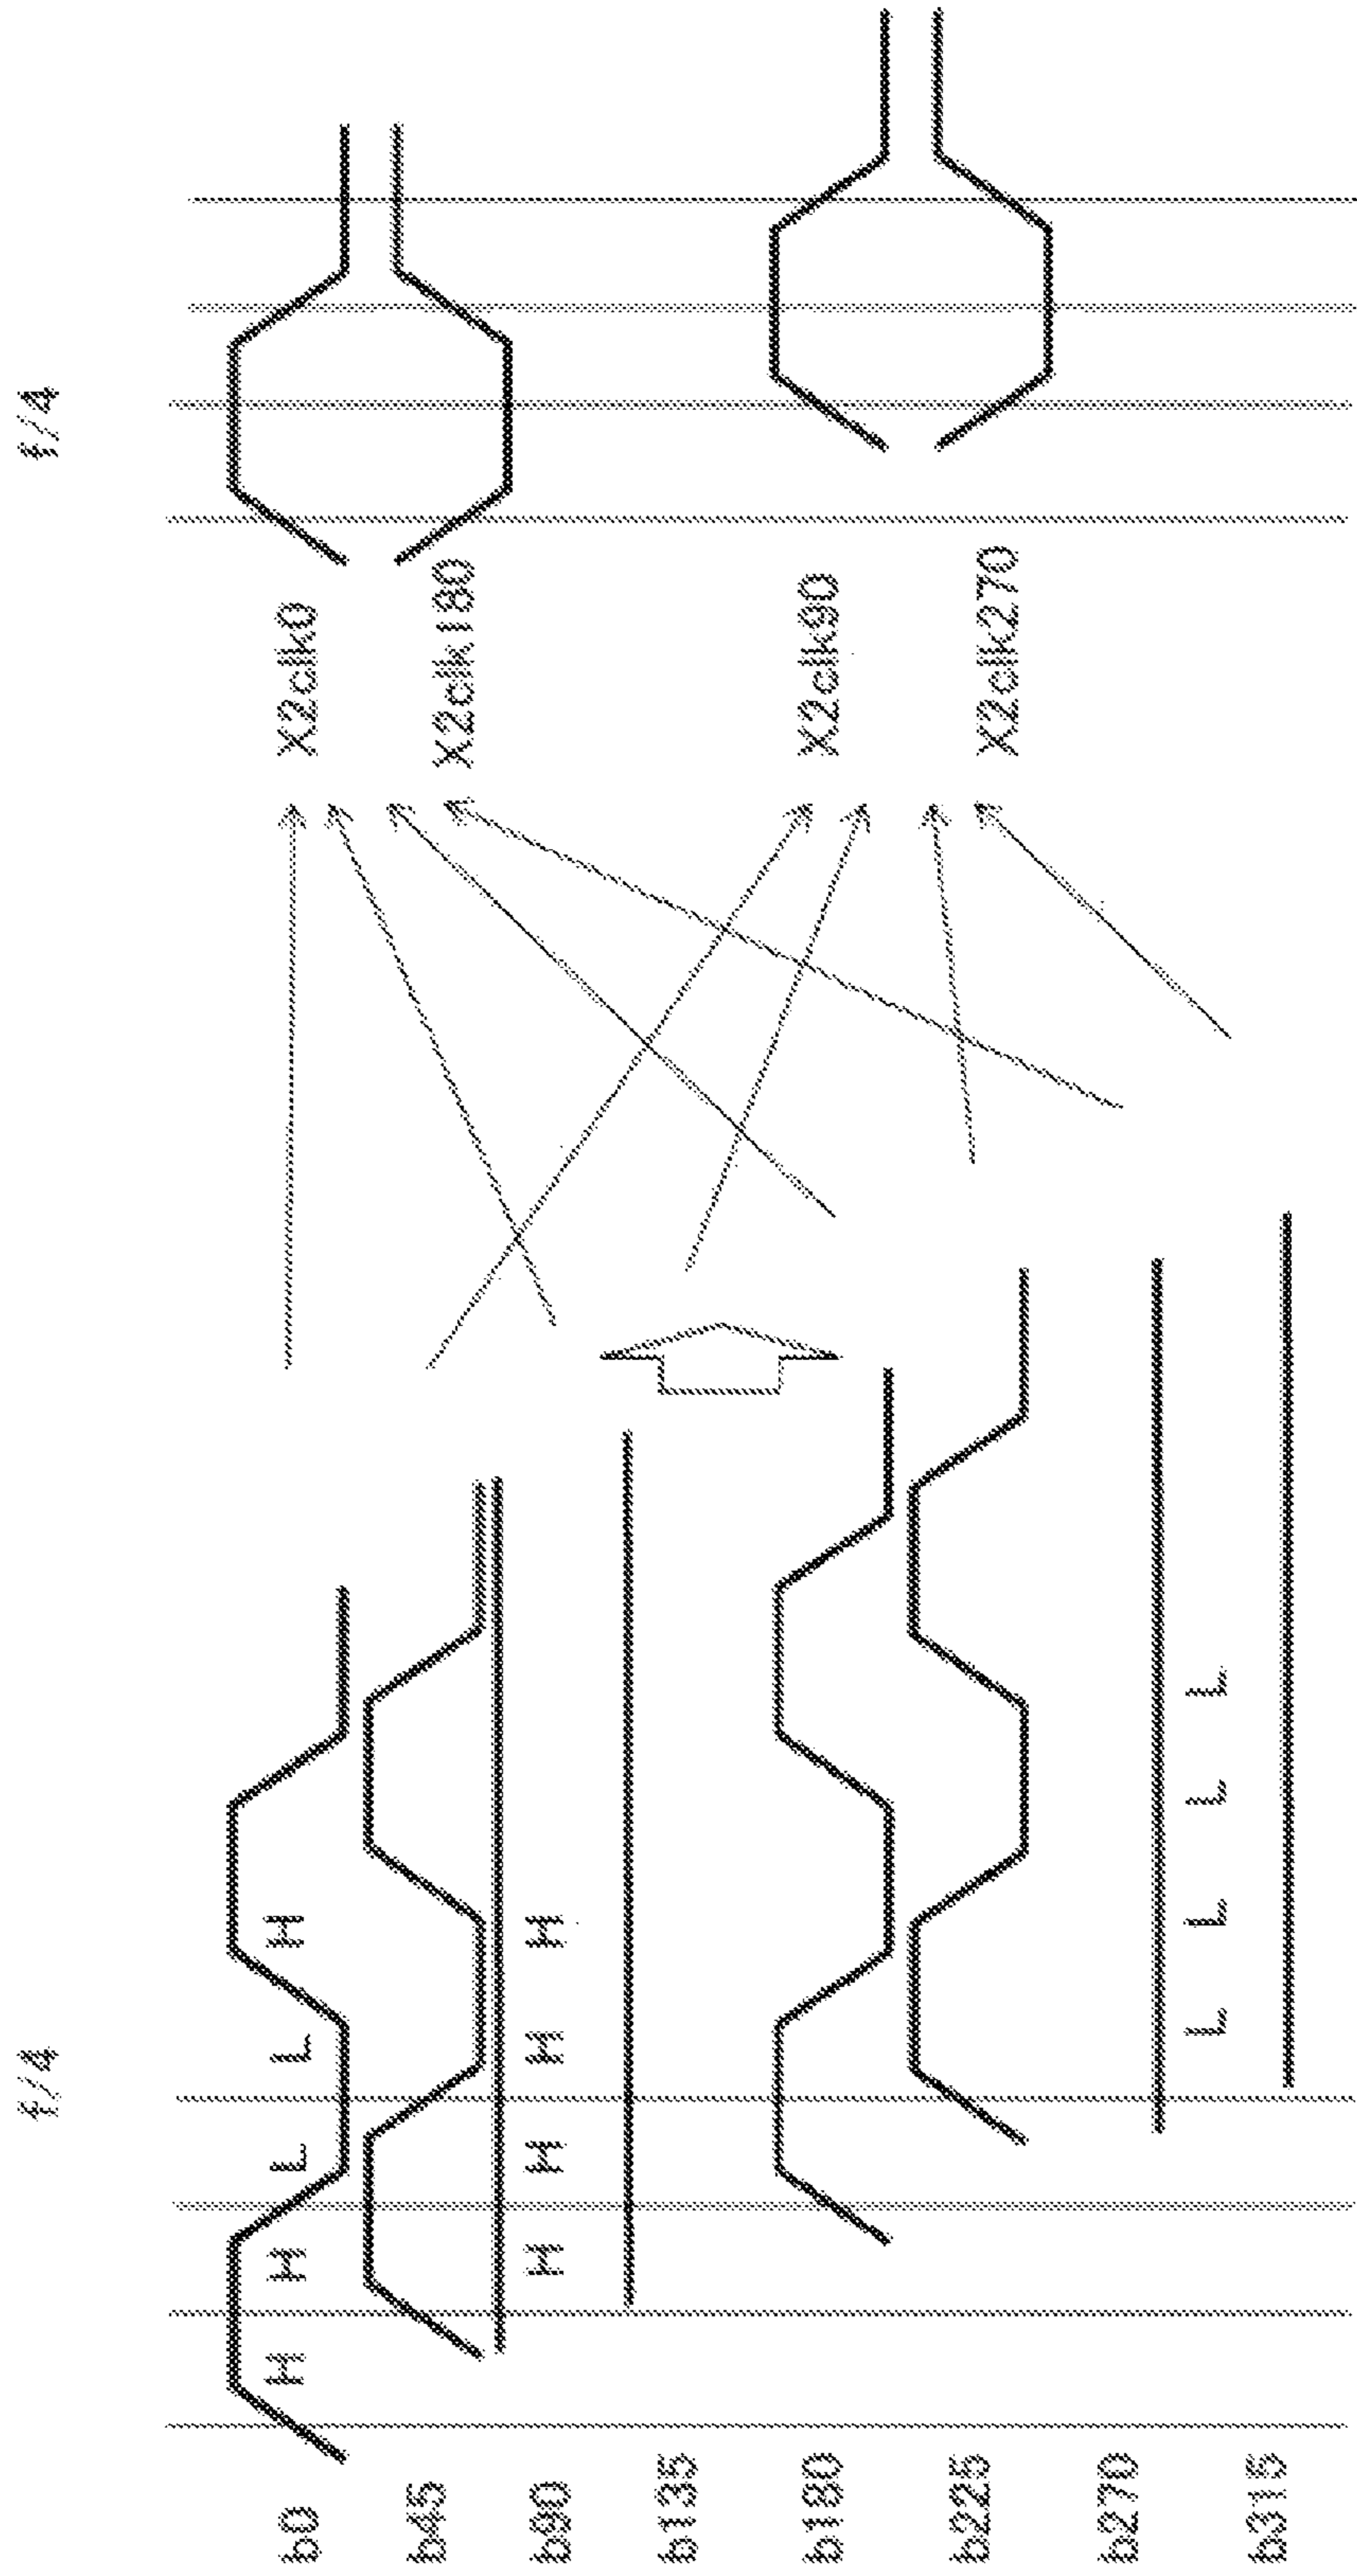 f/4
f/4
b0
H H L L H
b45
b90
H H H H
b135
b180
b225
b270
L L L L
b315
X2clk0
X2clk180
X2clk90
X2clk270